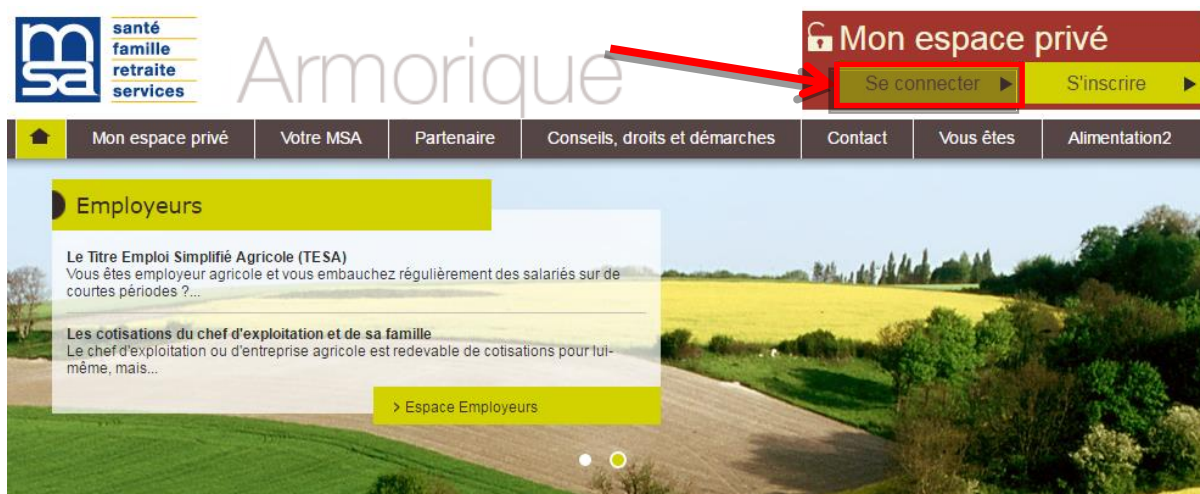 msa
santé
famille
retraite
services
Armorique
Mon espace privé
Se connecter
S'inscrire
Mon espace privé
Votre MSA
Partenaire
Conseils, droits et démarches
Contact
Vous êtes
Alimentation2
Employeurs
Le Titre Emploi Simplifié Agricole (TESA)
Vous êtes employeur agricole et vous embauchez régulièrement des salariés sur de
courtes périodes ?...
Les cotisations du chef d'exploitation et de sa famille
Le chef d'exploitation ou d'entreprise agricole est redevable de cotisations pour lui-
même, mais...
> Espace Employeurs